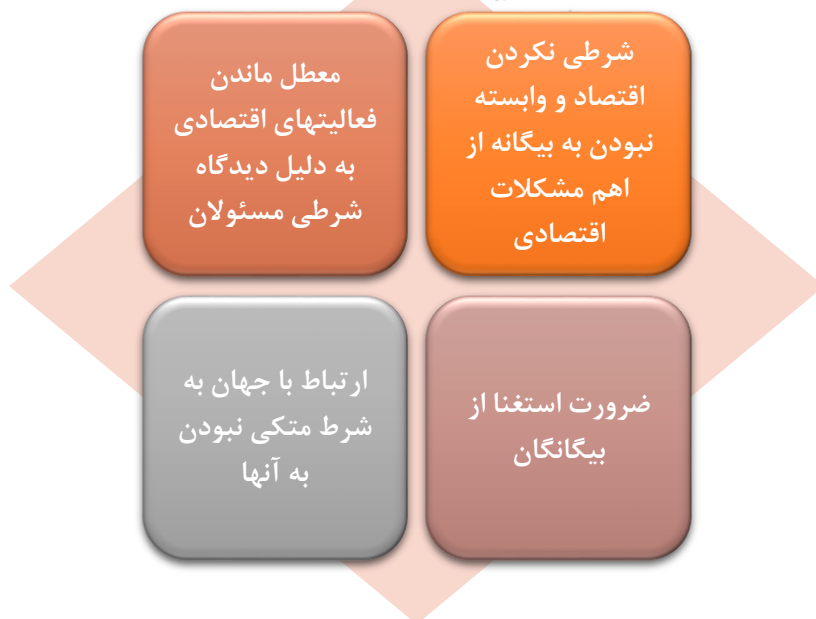 شرطی نکردن
اقتصاد و وابسته
نبودن به بیگانه از
اهم مشکلات
اقتصادی
معطل ماندن
فعالیتهای اقتصادی
به دلیل دیدگاه
شرطی مسئولان
ضرورت استغنا از
بیگانگان
ارتباط با جهان به
شرط متکی نبودن
به آنها